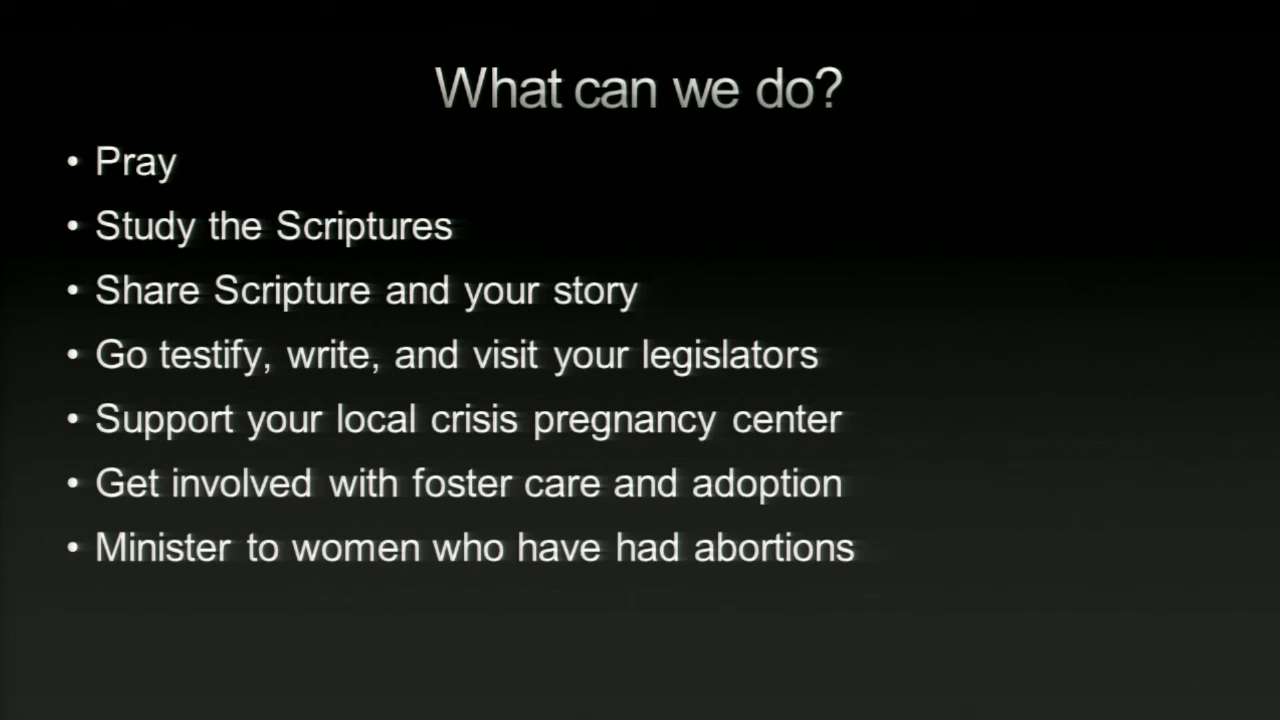 What can we do?
• Pray
• Study the Scriptures
• Share Scripture and your story
• Go testify, write, and visit your legislators
• Support your local crisis pregnancy center
• Get involved with foster care and adoption
• Minister to women who have had abortions